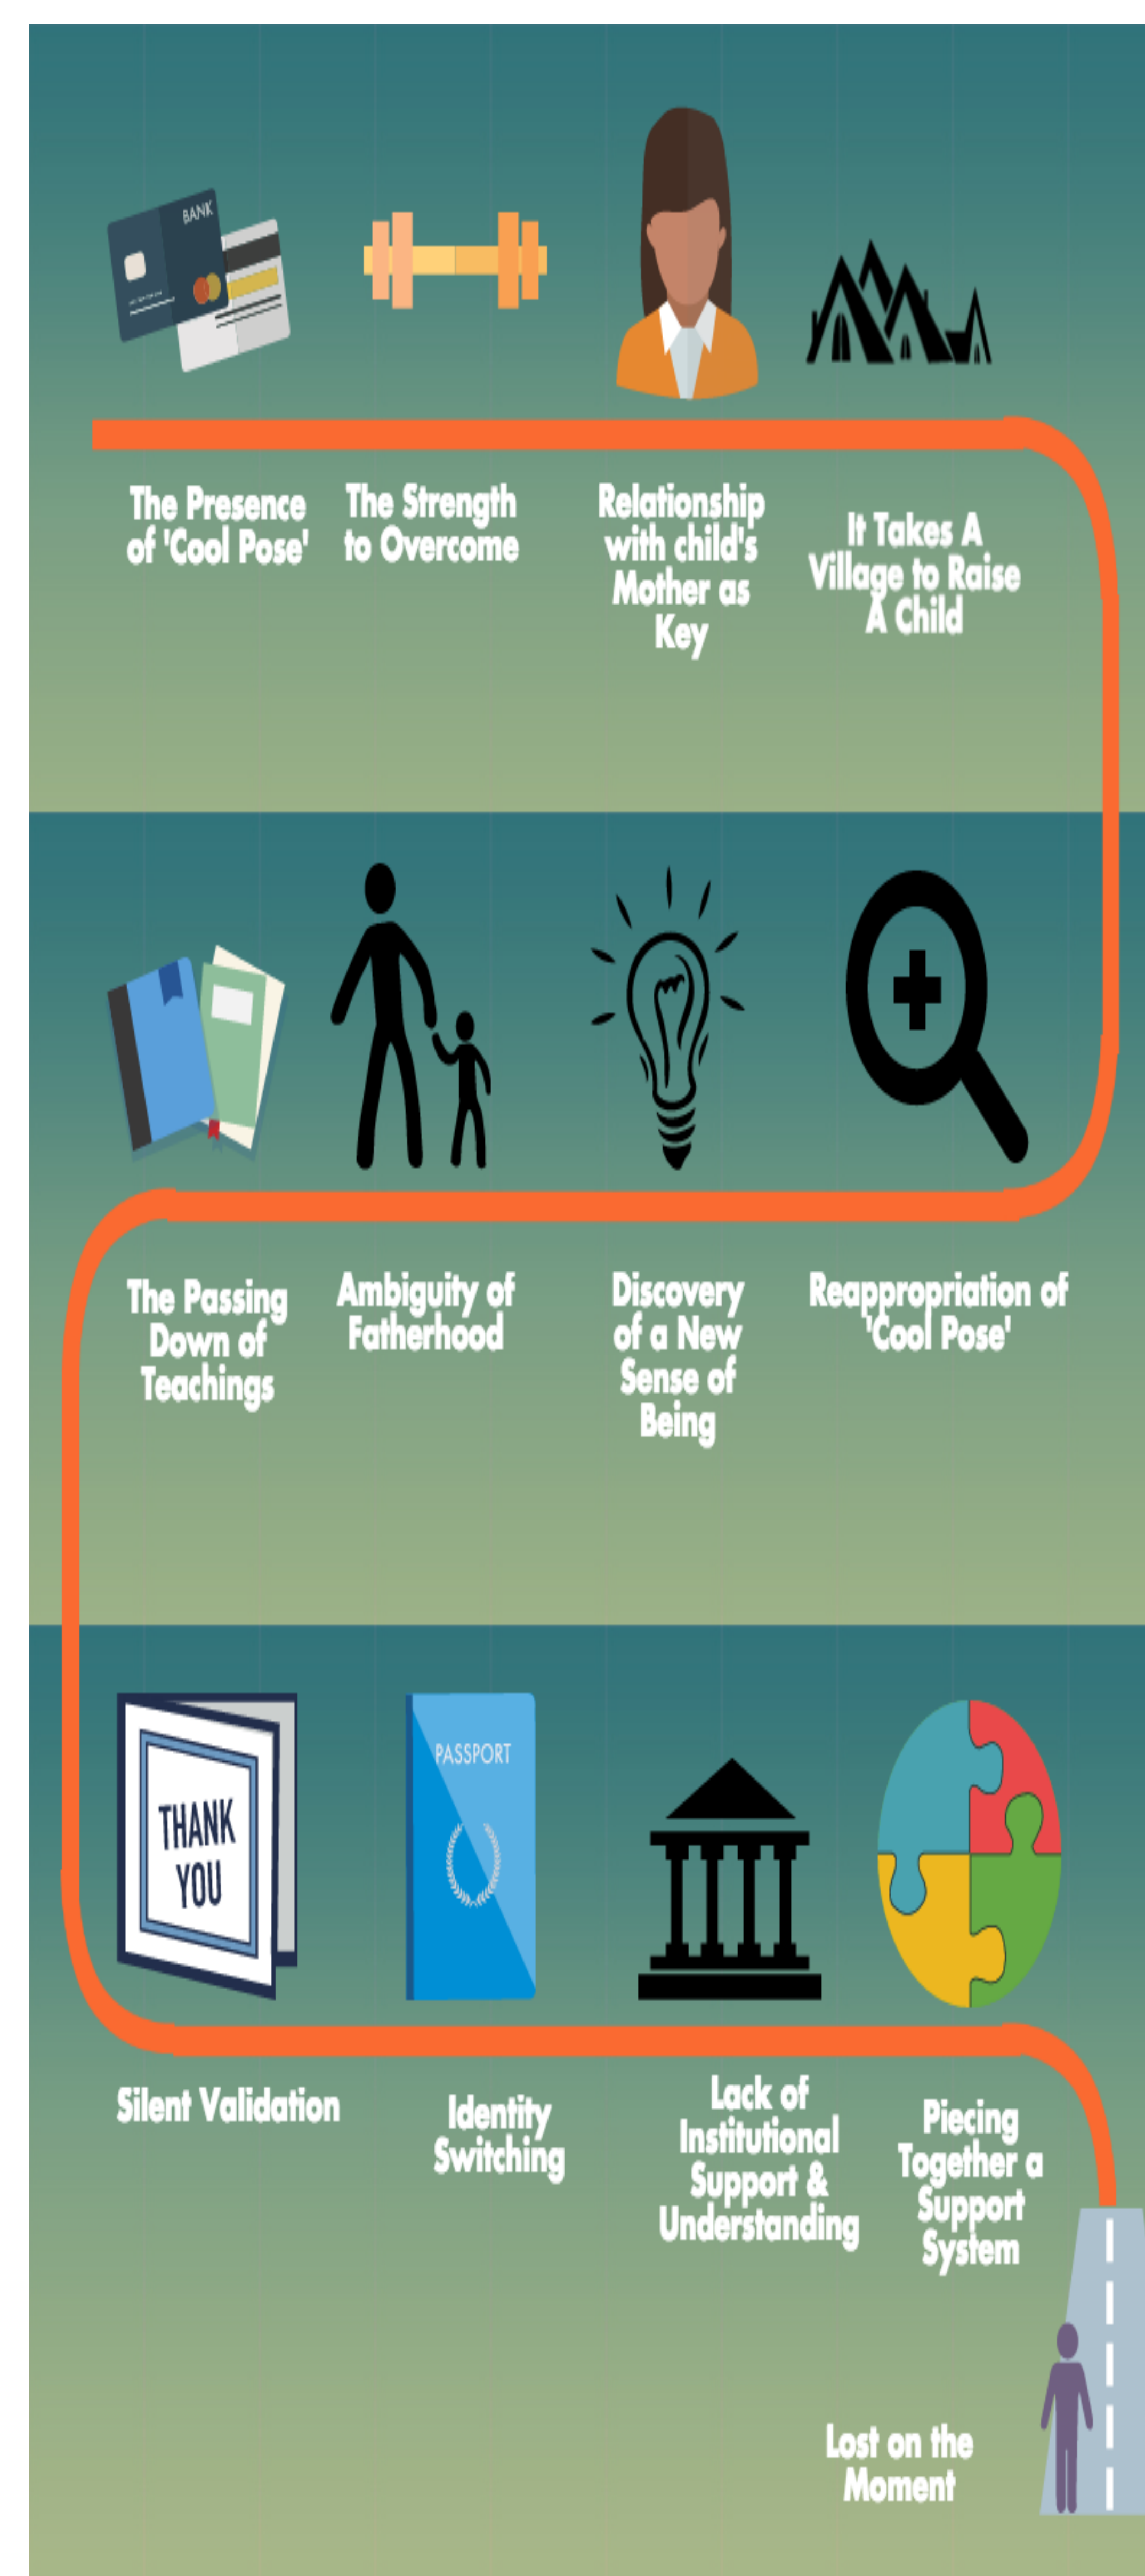 BANK
The Presence
of 'Cool Pose'
The Strength
to Overcome
Relationship
with child's
Mother as
Key
It Takes A
Village to Raise
A Child
The Passing
Down of
Teachings
Ambiguity of
Fatherhood
Discovery
of a New
Sense of
Being
Reappropriation of
'Cool Pose'
THANK
YOU
PASSPORT
Silent Validation
Identity
Switching
Lack of
Institutional
Support &
Understanding
Piecing
Together a
Support
System
Lost on the
Moment